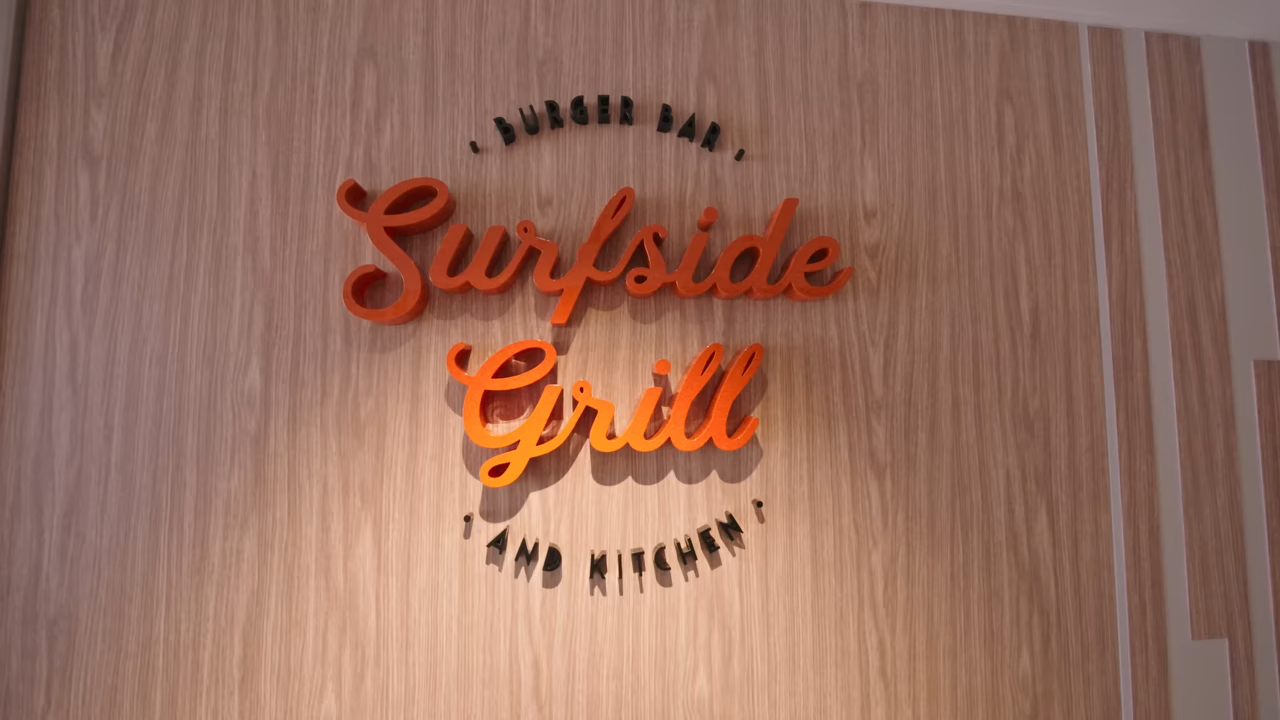 • BURGER BAR •
Surfside
Grill
• AND KITCHEN •